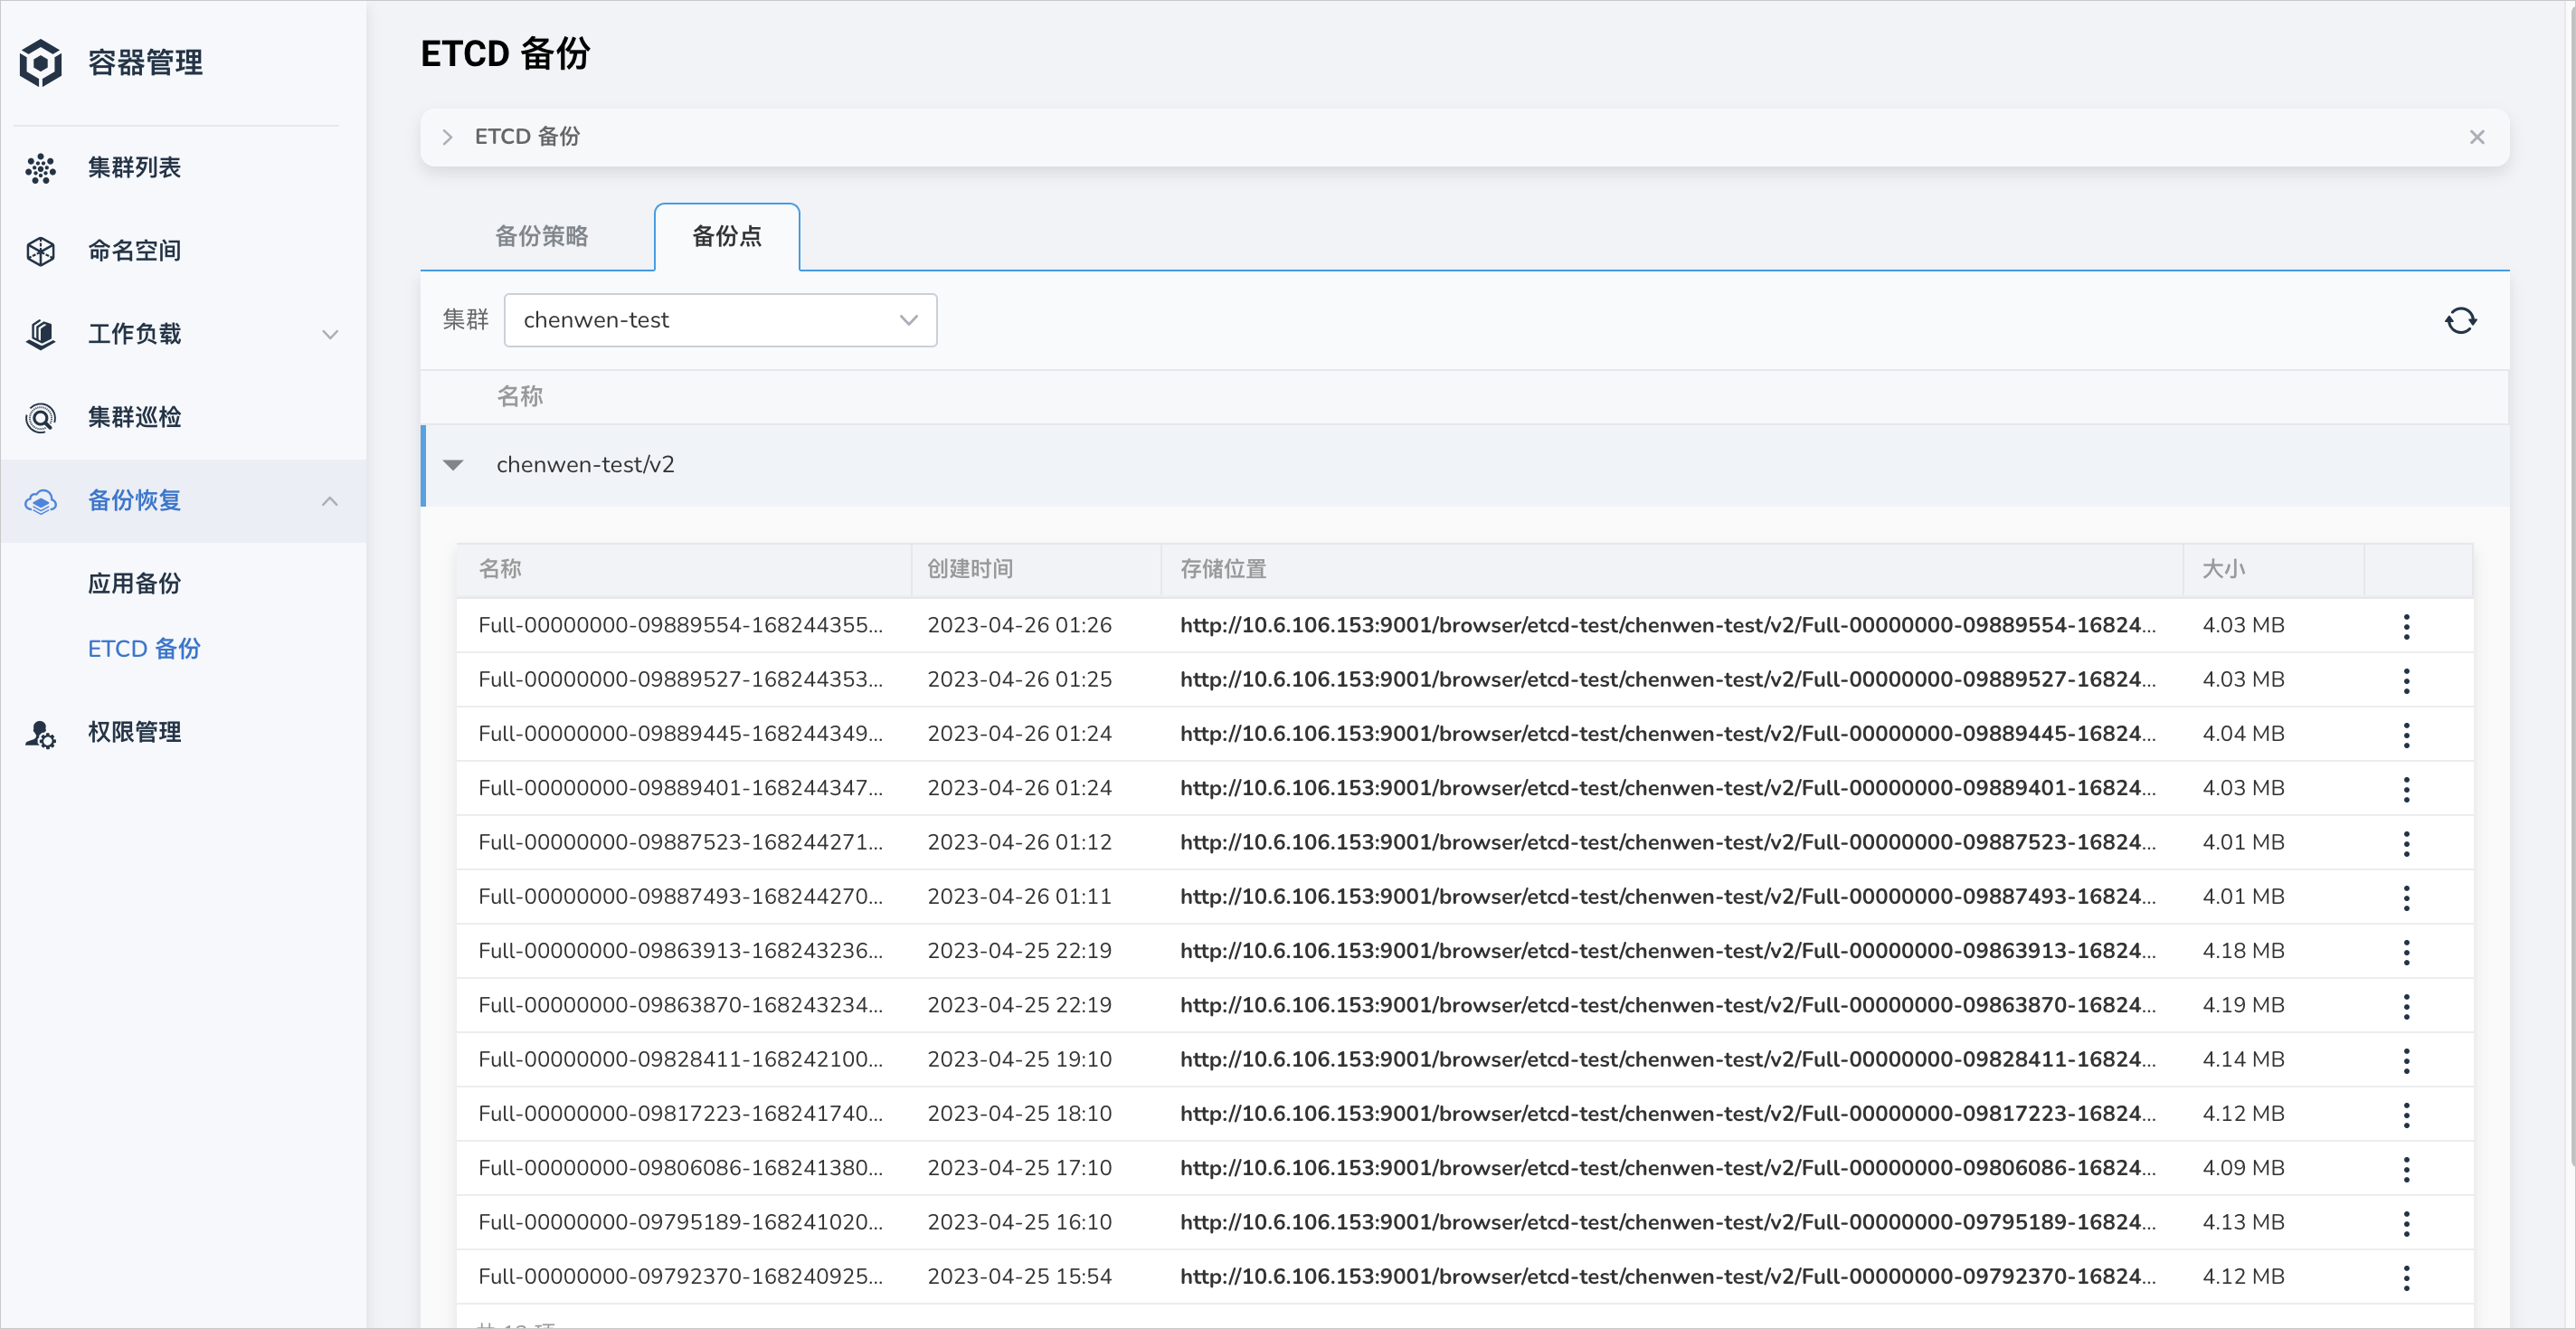 容器管理
集群列表
命名空间
工作负载
集群巡检
备份恢复
应用备份
ETCD 备份
权限管理
ETCD 备份
ETCD 备份
备份策略
备份点
集群 chenwen-test
名称
chenwen-test/v2
名称 创建时间 存储位置 大小
Full-00000000-09889554-168244355... 2023-04-26 01:26 http://10.6.106.153:9001/browser/etcd-test/chenwen-test/v2/Full-00000000-09889554-16824... 4.03 MB
Full-00000000-09889527-168244353... 2023-04-26 01:25 http://10.6.106.153:9001/browser/etcd-test/chenwen-test/v2/Full-00000000-09889527-16824... 4.03 MB
Full-00000000-09889445-168244349... 2023-04-26 01:24 http://10.6.106.153:9001/browser/etcd-test/chenwen-test/v2/Full-00000000-09889445-16824... 4.04 MB
Full-00000000-09889401-168244347... 2023-04-26 01:24 http://10.6.106.153:9001/browser/etcd-test/chenwen-test/v2/Full-00000000-09889401-16824... 4.03 MB
Full-00000000-09887523-168244271... 2023-04-26 01:12 http://10.6.106.153:9001/browser/etcd-test/chenwen-test/v2/Full-00000000-09887523-16824... 4.01 MB
Full-00000000-09887493-168244270... 2023-04-26 01:11 http://10.6.106.153:9001/browser/etcd-test/chenwen-test/v2/Full-00000000-09887493-16824... 4.01 MB
Full-00000000-09863913-168243236... 2023-04-25 22:19 http://10.6.106.153:9001/browser/etcd-test/chenwen-test/v2/Full-00000000-09863913-16824... 4.18 MB
Full-00000000-09863870-168243234... 2023-04-25 22:19 http://10.6.106.153:9001/browser/etcd-test/chenwen-test/v2/Full-00000000-09863870-16824... 4.19 MB
Full-00000000-09828411-168242100... 2023-04-25 19:10 http://10.6.106.153:9001/browser/etcd-test/chenwen-test/v2/Full-00000000-09828411-16824... 4.14 MB
Full-00000000-09817223-168241740... 2023-04-25 18:10 http://10.6.106.153:9001/browser/etcd-test/chenwen-test/v2/Full-00000000-09817223-16824... 4.12 MB
Full-00000000-09806086-168241380... 2023-04-25 17:10 http://10.6.106.153:9001/browser/etcd-test/chenwen-test/v2/Full-00000000-09806086-16824... 4.09 MB
Full-00000000-09795189-168241020... 2023-04-25 16:10 http://10.6.106.153:9001/browser/etcd-test/chenwen-test/v2/Full-00000000-09795189-16824... 4.13 MB
Full-00000000-09792370-168240925... 2023-04-25 15:54 http://10.6.106.153:9001/browser/etcd-test/chenwen-test/v2/Full-00000000-09792370-16824... 4.12 MB